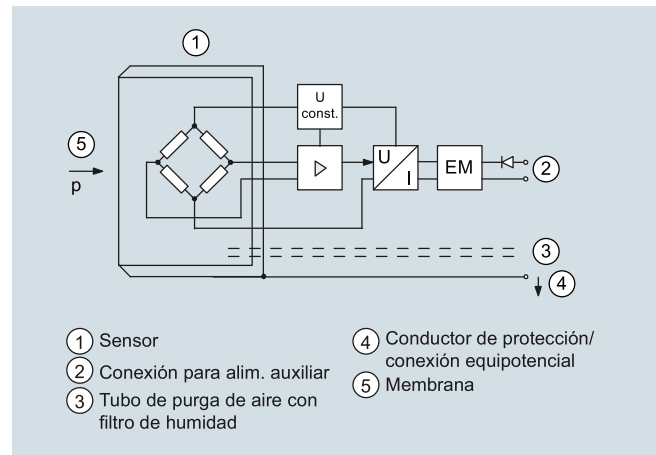 1
U
const.
5
p
U
I
EM
2
3
4
1 Sensor
2 Conexión para alim. auxiliar
3 Tubo de purga de aire con
filtro de humidad
4 Conductor de protección/
conexión equipotencial
5 Membrana